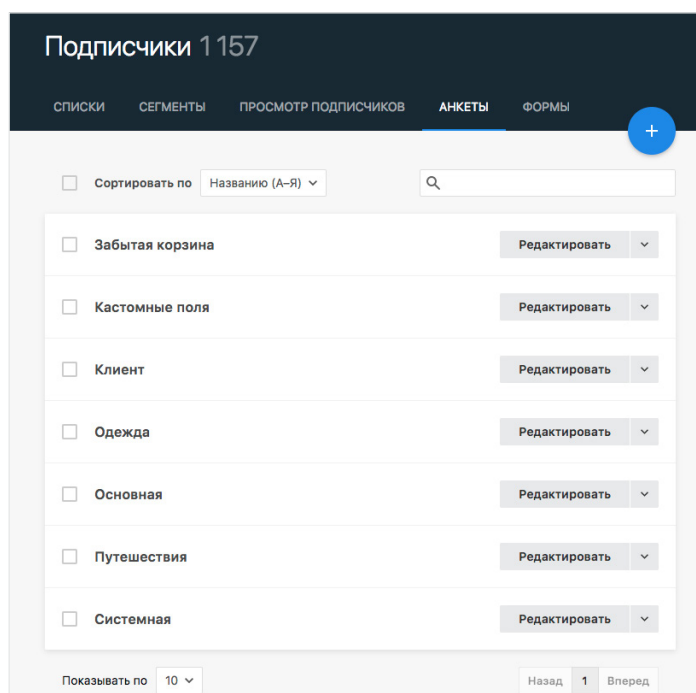 Подписчики 1 157
СПИСКИ СЕГМЕНТЫ ПРОСМОТР ПОДПИСЧИКОВ АНКЕТЫ ФОРМЫ
+
Сортировать по Названию (А–Я)
Забытая корзина Редактировать
Кастомные поля Редактировать
Клиент Редактировать
Одежда Редактировать
Основная Редактировать
Путешествия Редактировать
Системная Редактировать
Показывать по 10 Назад 1 Вперед